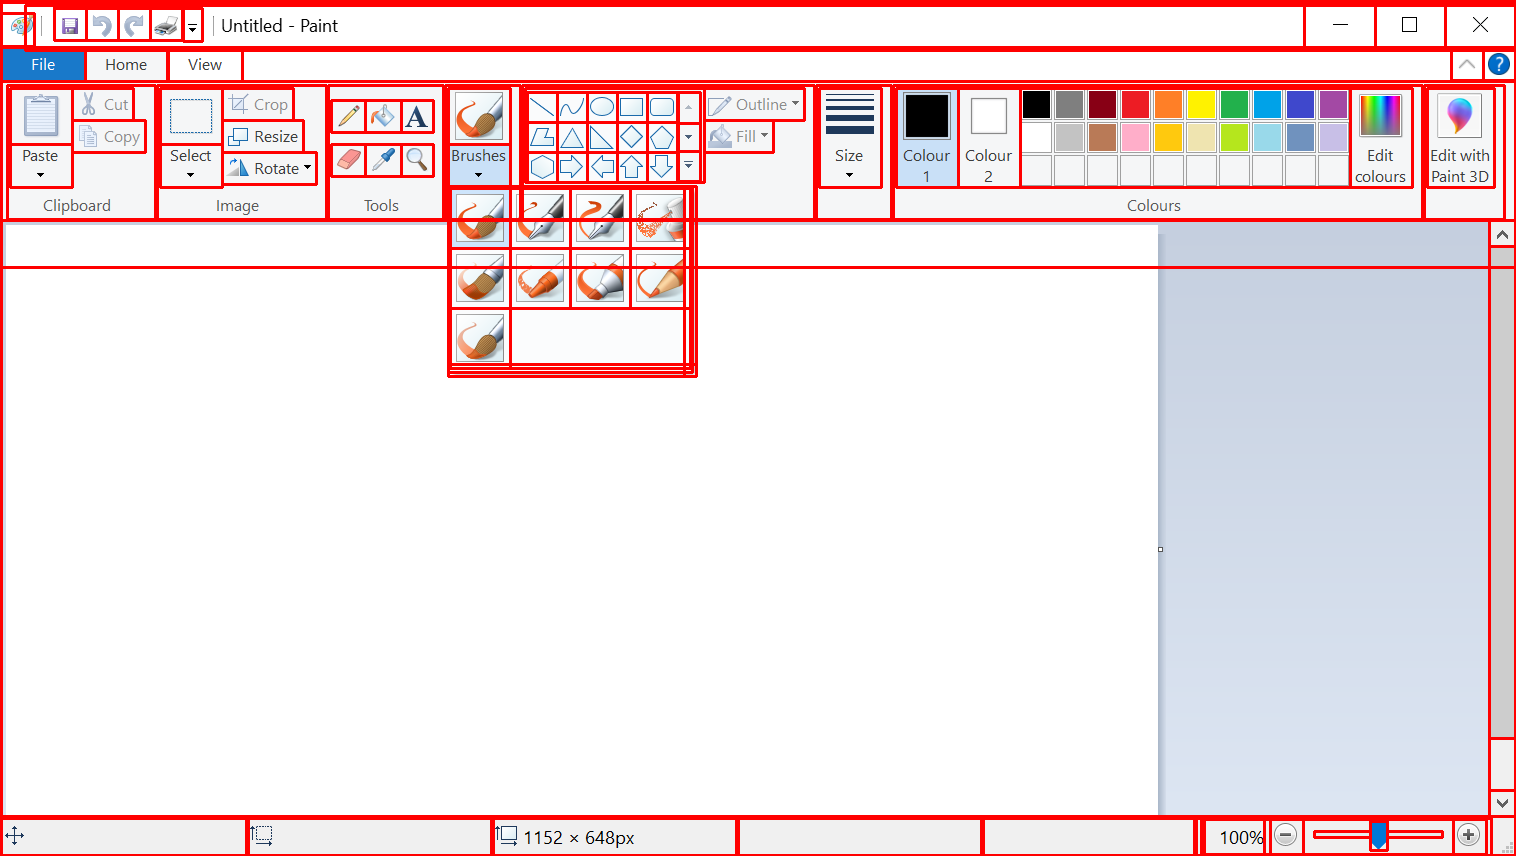 Untitled - Paint
File
Home
View
Paste
Cut
Copy
Clipboard
Select
Crop
Resize
Rotate
Image
A
Tools
Brushes
Outline
Fill
Size
Colour
1
Colour
2
Edit
colours
Colours
Edit with
Paint 3D
?
1152 × 648px
100%